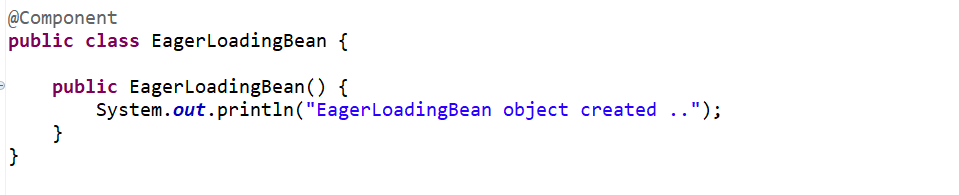 @Component
public class EagerLoadingBean {
public EagerLoadingBean() {
System.out.println("EagerLoadingBean object created ..");
}
}